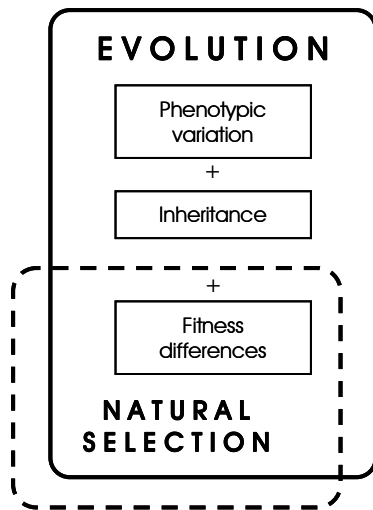 EVOLUTION
Phenotypic
variation
+
Inheritance
+
Fitness
differences
NATURAL
SELECTION